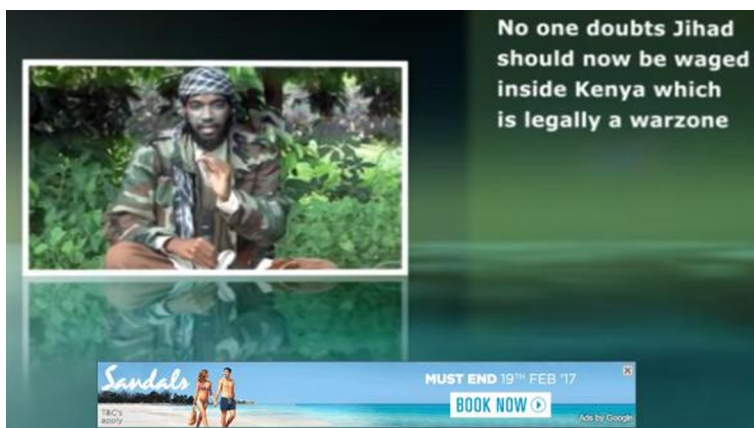 No one doubts Jihad
should now be waged
inside Kenya which
is legally a warzone
Sandals
T&C's
apply
MUST END 19TH FEB '17
BOOK NOW
Ads by Google